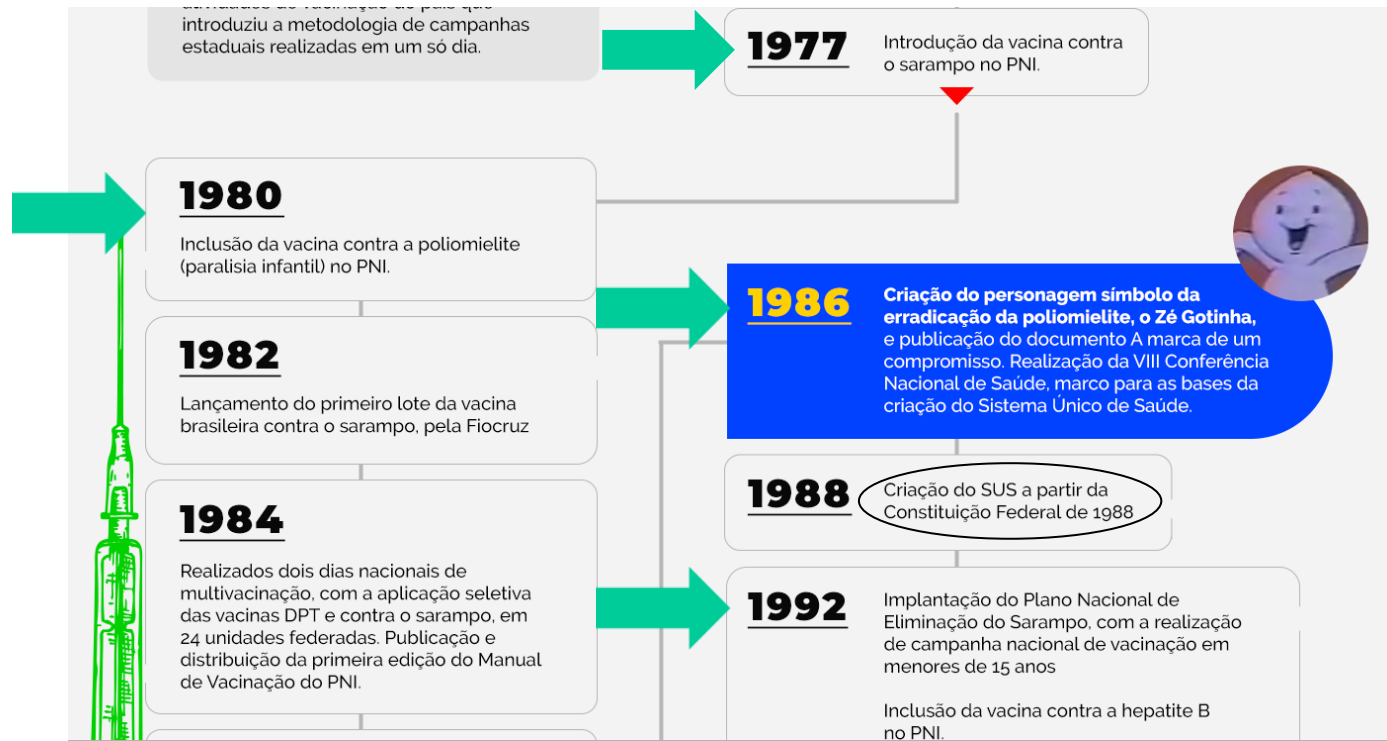 introduziu a metodologia de campanhas
estaduais realizadas em um só dia.
1977
Introdução da vacina contra
o sarampo no PNI.
1980
Inclusão da vacina contra a poliomielite
(paralisia infantil) no PNI.
1982
Lançamento do primeiro lote da vacina
brasileira contra o sarampo, pela Fiocruz
1984
Realizados dois dias nacionais de
multivacinação, com a aplicação seletiva
das vacinas DPT e contra o sarampo, em
24 unidades federadas. Publicação e
distribuição da primeira edição do Manual
de Vacinação do PNI.
1986
Criação do personagem símbolo da
erradicação da poliomielite, o Zé Gotinha,
e publicação do documento A marca de um
compromisso. Realização da VIII Conferência
Nacional de Saúde, marco para as bases da
criação do Sistema Único de Saúde.
1988
Criação do SUS a partir da
Constituição Federal de 1988
1992
Implantação do Plano Nacional de
Eliminação do Sarampo, com a realização
de campanha nacional de vacinação em
menores de 15 anos
Inclusão da vacina contra a hepatite B
no PNI.